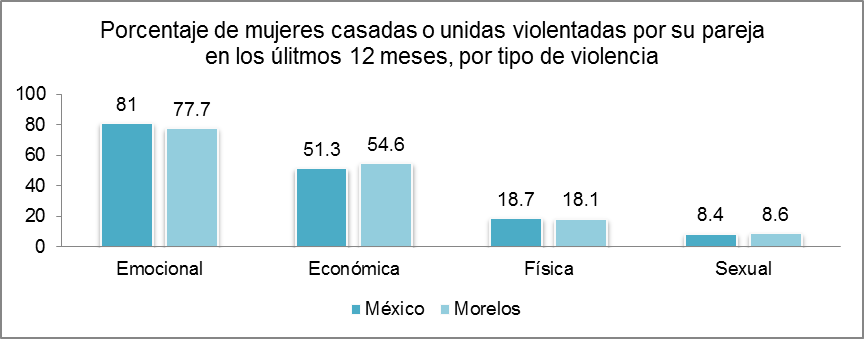 Porcentaje de mujeres casadas o unidas violentadas por su pareja
en los úlitmos 12 meses, por tipo de violencia
100
80
60
40
20
0
81
77.7
51.3
54.6
18.7
18.1
8.4
8.6
Emocional
Económica
Física
Sexual
México
Morelos